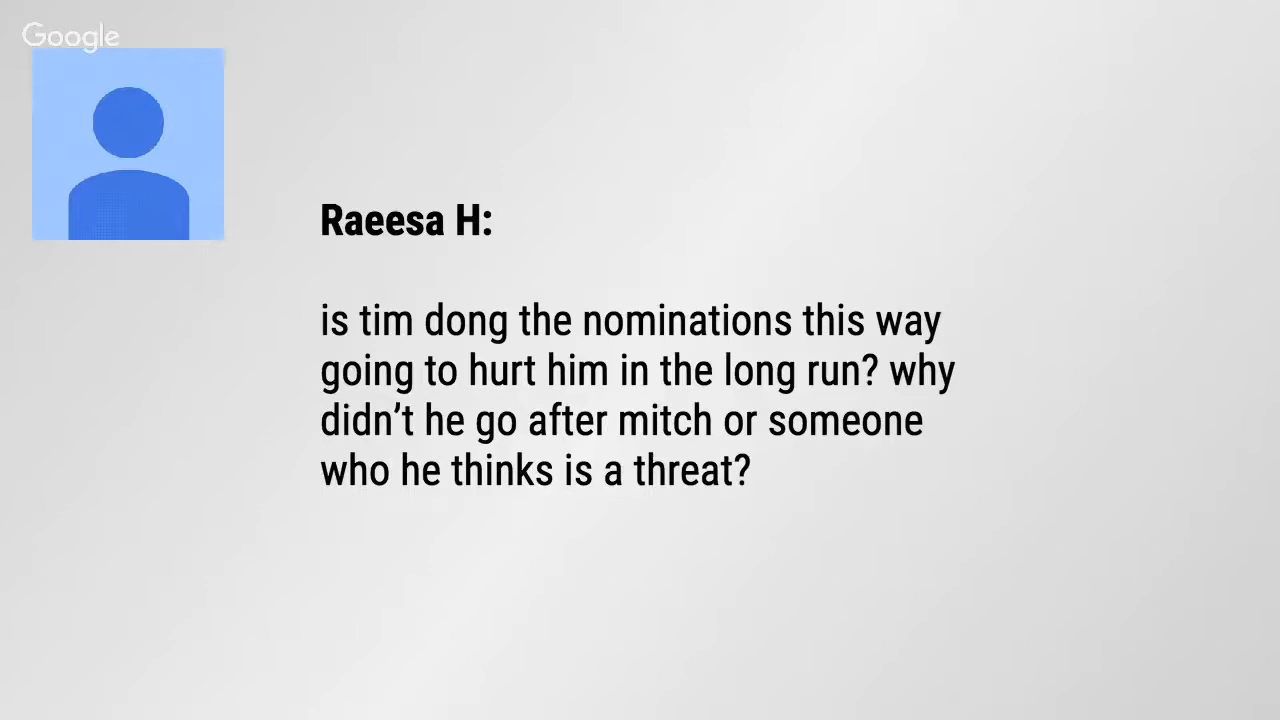 Google
Raeesa H:
is tim dong the nominations this way
going to hurt him in the long run? why
didn’t he go after mitch or someone
who he thinks is a threat?